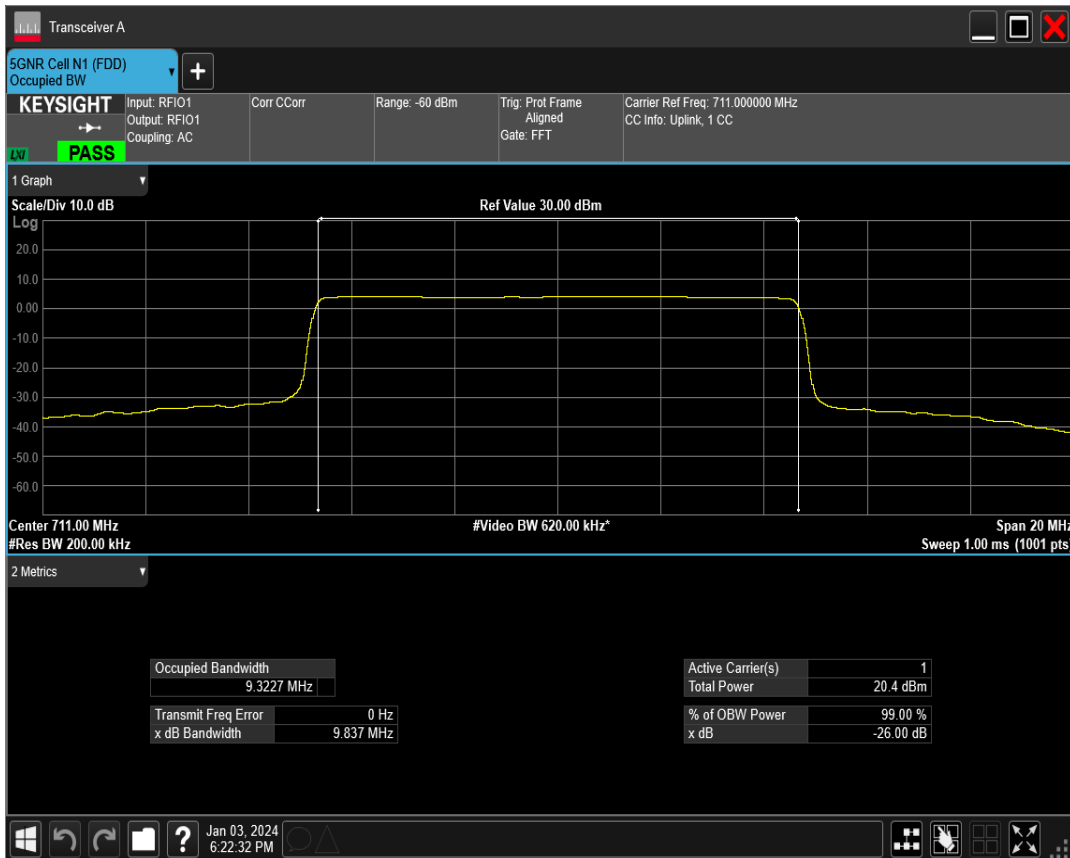 Transceiver A
5GNR Cell N1 (FDD)
Occupied BW
+
KEYSIGHT
LXI
PASS
Input: RFIO1
Output: RFIO1
Coupling: AC
Corr CCorr
Range: -60 dBm
Trig: Prot Frame
Aligned
Gate: FFT
Carrier Ref Freq: 711.000000 MHz
CC Info: Uplink, 1 CC
1 Graph
Scale/Div 10.0 dB
Ref Value 30.00 dBm
Log
20.0
10.0
0.00
-10.0
-20.0
-30.0
-40.0
-50.0
-60.0
Center 711.00 MHz
#Video BW 620.00 kHz*
Span 20 MHz
#Res BW 200.00 kHz
Sweep 1.00 ms (1001 pts)
2 Metrics
Occupied Bandwidth
9.3227 MHz
Transmit Freq Error 0 Hz
x dB Bandwidth 9.837 MHz
Active Carrier(s) 1
Total Power 20.4 dBm
% of OBW Power 99.00 %
x dB -26.00 dB
?
Jan 03, 2024
6:22:32 PM